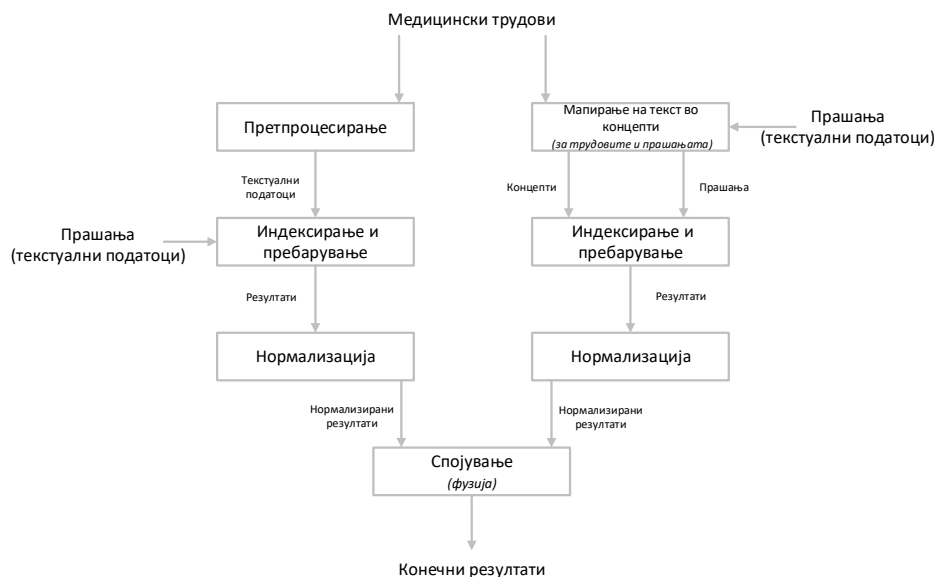 Медицински трудови
Претпроцесирање
Мапирање на текст во
концепти
(за трудовите и прашањата)
Прашања
(текстуални податоци)
Текстуални
податоци
Концепти
Прашања
Прашања
(текстуални податоци)
Индексирање и
пребарување
Индексирање и
пребарување
Резултати
Резултати
Нормализација
Нормализација
Нормализирани
резултати
Нормализирани
резултати
Спојување
(фузија)
Конечни резултати